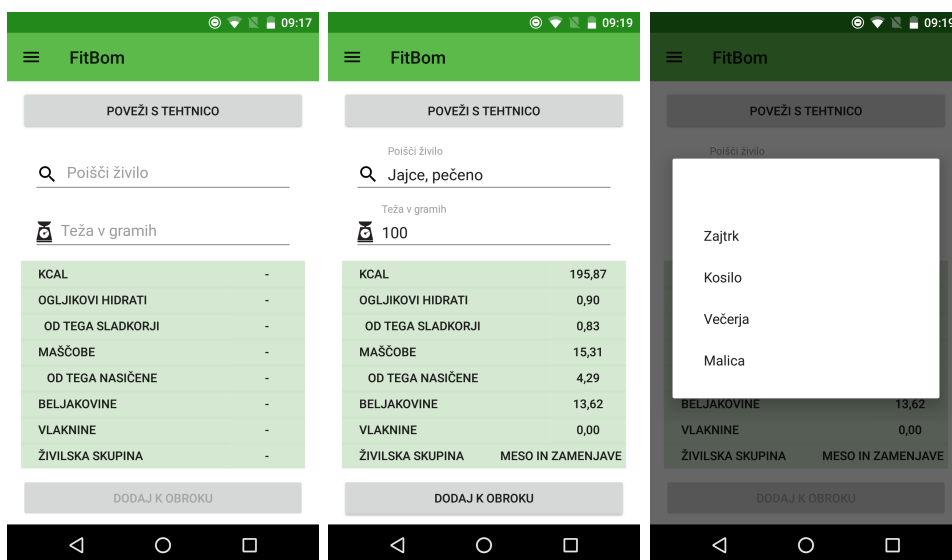 09:17
FitBom
POVEŽI S TEHTNICO
Poišči živilo
Teža v gramih
KCAL -
OGLJIKOVI HIDRATI -
OD TEGA SLADKORJI -
MAŠČOBE -
OD TEGA NASIČENE -
BELJAKOVINE -
VLAKNINE -
ŽIVILSKA SKUPINA -
DODAJ K OBROKU
09:19
FitBom
POVEŽI S TEHTNICO
Poišči živilo
Jajce, pečeno
Teža v gramih
100
KCAL 195,87
OGLJIKOVI HIDRATI 0,90
OD TEGA SLADKORJI 0,83
MAŠČOBE 15,31
OD TEGA NASIČENE 4,29
BELJAKOVINE 13,62
VLAKNINE 0,00
ŽIVILSKA SKUPINA MESO IN ZAMENJAVE
DODAJ K OBROKU
09:19
FitBom
POVEŽI S TEHTNICO
Poišči živilo
Zajtrk
Kosilo
Večerja
Malica
BELJAKOVINE 13,62
VLAKNINE 0,00
ŽIVILSKA SKUPINA MESO IN ZAMENJAVE
DODAJ K OBROKU